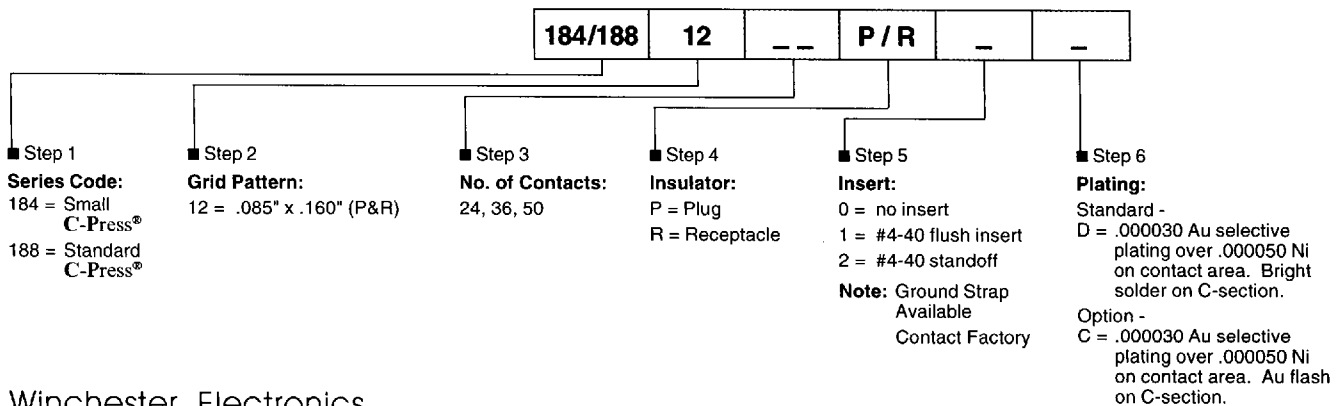 184/188 12 _ _ P / R _ _
■ Step 1
Series Code:
184 = Small
C-Press®
188 = Standard
C-Press®
■ Step 2
Grid Pattern:
12 = .085" x .160" (P&R)
■ Step 3
No. of Contacts:
24, 36, 50
■ Step 4
Insulator:
P = Plug
R = Receptacle
■ Step 5
Insert:
0 = no insert
1 = #4-40 flush insert
2 = #4-40 standoff
Note: Ground Strap
Available
Contact Factory
■ Step 6
Plating:
Standard -
D = .000030 Au selective
plating over .000050 Ni
on contact area. Bright
solder on C-section.
Option -
C = .000030 Au selective
plating over .000050 Ni
on contact area. Au flash
on C-section.
Winchester Electronics